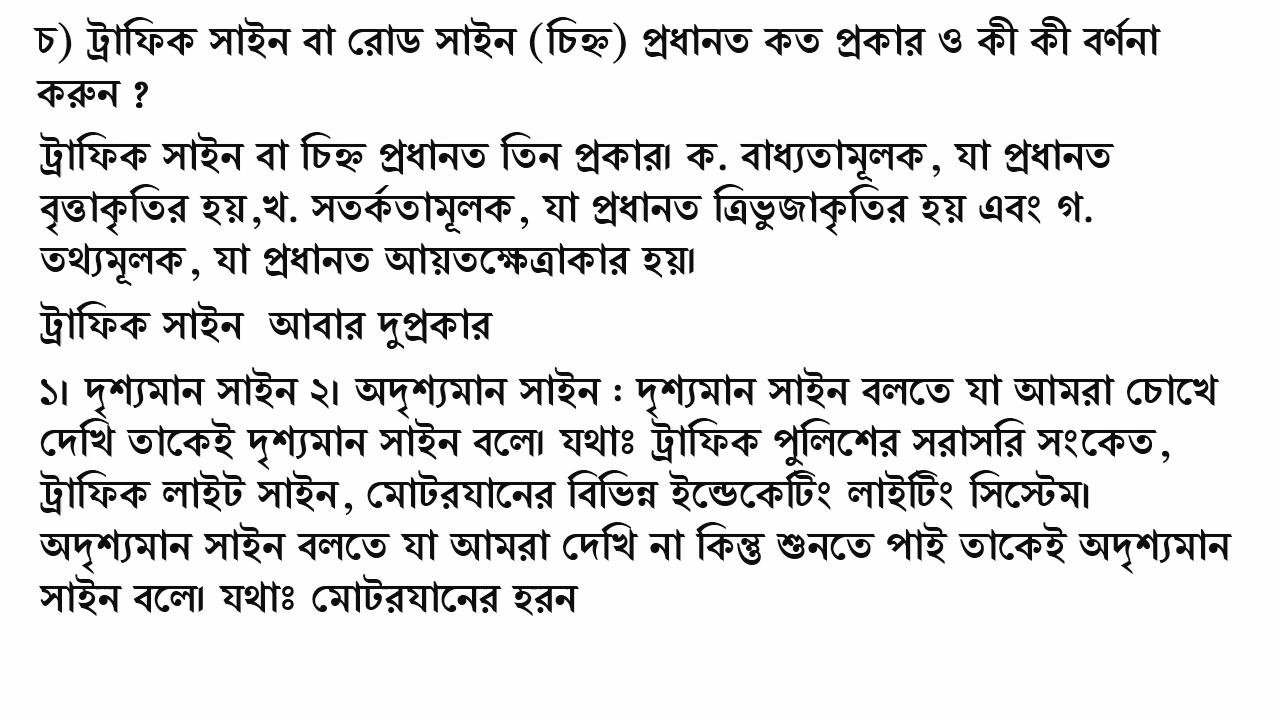 চ) ট্রাফিক সাইন বা রোড সাইন (চিহ্ন) প্রধানত কত প্রকার ও কী কী বর্ণনা
করুন ?
ট্রাফিক সাইন বা চিহ্ন প্রধানত তিন প্রকার। ক. বাধ্যতামূলক, যা প্রধানত
বৃত্তাকৃতির হয়,খ. সতর্কতামূলক, যা প্রধানত ত্রিভুজাকৃতির হয় এবং গ.
তথ্যমূলক, যা প্রধানত আয়তক্ষেত্রাকার হয়।
ট্রাফিক সাইন আবার দুপ্রকার
১। দৃশ্যমান সাইন ২। অদৃশ্যমান সাইন : দৃশ্যমান সাইন বলতে যা আমরা চোখে
দেখি তাকেই দৃশ্যমান সাইন বলে। যথাঃ ট্রাফিক পুলিশের সরাসরি সংকেত,
ট্রাফিক লাইট সাইন, মোটরযানের বিভিন্ন ইন্ডেকেটিং লাইটিং সিস্টেম।
অদৃশ্যমান সাইন বলতে যা আমরা দেখি না কিন্তু শুনতে পাই তাকেই অদৃশ্যমান
সাইন বলে। যথাঃ মোটরযানের হরন